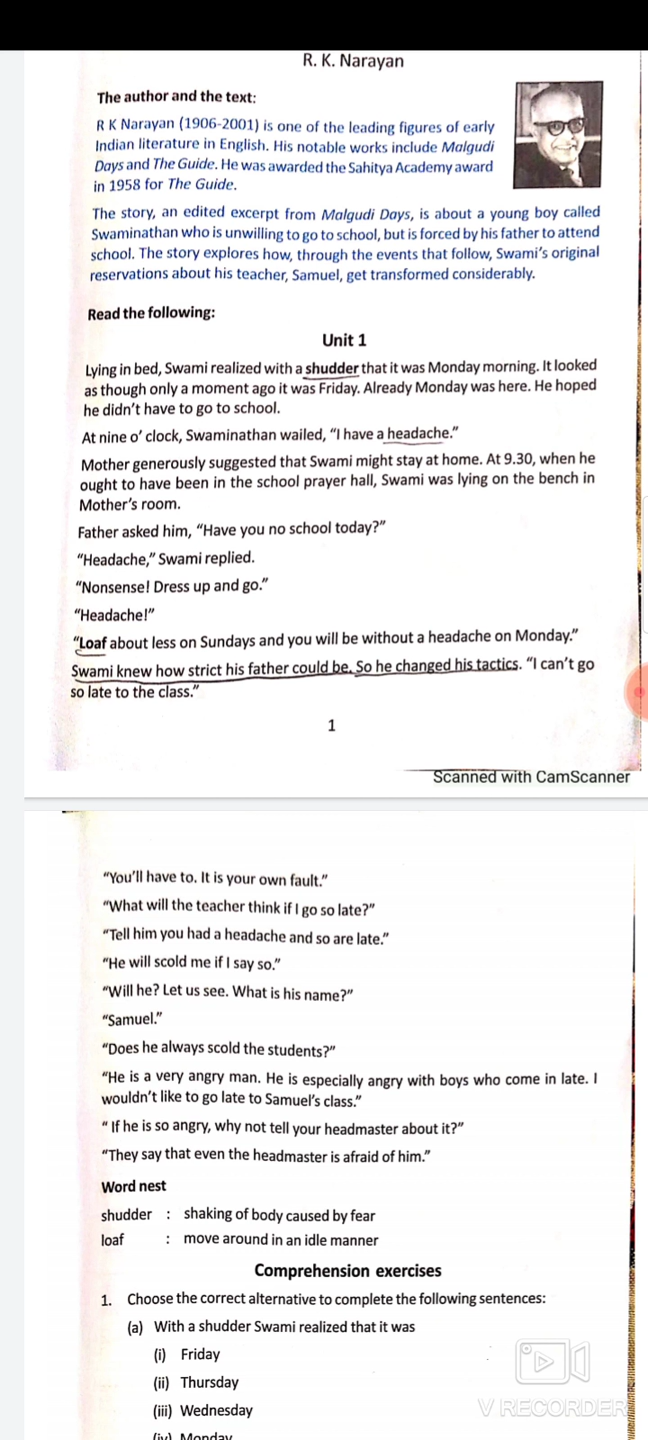 R. K. Narayan
The author and the text:
R K Narayan (1906-2001) is one of the leading figures of early
Indian literature in English. His notable works include Malgudi
Days and The Guide. He was awarded the Sahitya Academy award
in 1958 for The Guide.
The story, an edited excerpt from Malgudi Days, is about a young boy called
Swaminathan who is unwilling to go to school, but is forced by his father to attend
school. The story explores how, through the events that follow, Swami's original
reservations about his teacher, Samuel, get transformed considerably.
Read the following:
Unit 1
Lying in bed, Swami realized with a shudder that it was Monday morning. It looked
as though only a moment ago it was Friday. Already Monday was here. He hoped
he didn't have to go to school.
At nine o' clock, Swaminathan wailed, "I have a headache."
Mother generously suggested that Swami might stay at home. At 9.30, when he
ought to have been in the school prayer hall, Swami was lying on the bench in
Mother's room.
Father asked him, "Have you no school today?"
"Headache," Swami replied.
"Nonsense! Dress up and go."
"Headache!"
"Loaf about less on Sundays and you will be without a headache on Monday."
Swami knew how strict his father could be. So he changed his tactics. "I can't go
so late to the class."
1
Scanned with CamScanner
"You'll have to. It is your own fault."
"What will the teacher think if I go so late?"
"Tell him you had a headache and so are late."
"He will scold me if I say so."
"Will he? Let us see. What is his name?"
"Samuel."
"Does he always scold the students?"
"He is a very angry man. He is especially angry with boys who come in late. I
wouldn't like to go late to Samuel's class."
" If he is so angry, why not tell your headmaster about it?"
"They say that even the headmaster is afraid of him."
Word nest
shudder : shaking of body caused by fear
loaf : move around in an idle manner
Comprehension exercises
1. Choose the correct alternative to complete the following sentences:
(a) With a shudder Swami realized that it was
(i) Friday
(ii) Thursday
(iii) Wednesday
(iv) Monday
V RECORDER